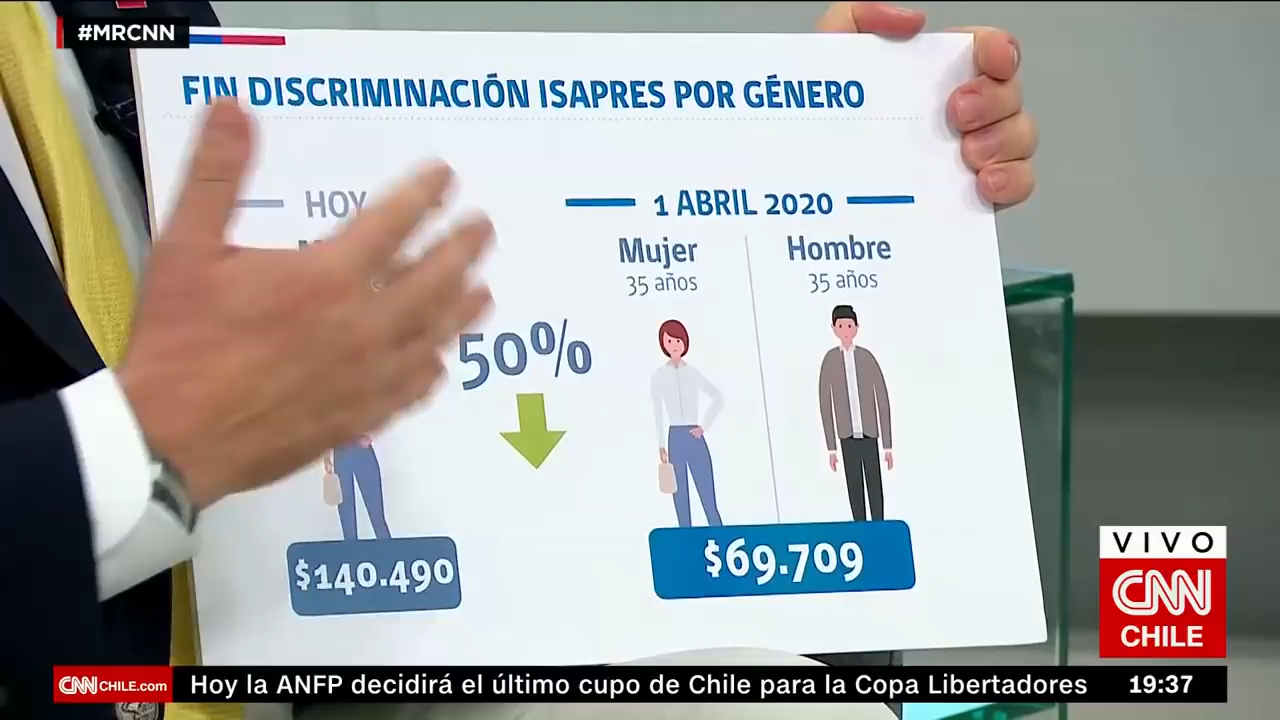 #MRCNN
FIN DISCRIMINACIÓN ISAPRES POR GÉNERO
HOY
50%
$140.490
1 ABRIL 2020
Mujer
35 años
Hombre
35 años
$69.709
VIVO
CNN
CHILE
CNNCHILE.com Hoy la ANFP decidirá el último cupo de Chile para la Copa Libertadores 19:37